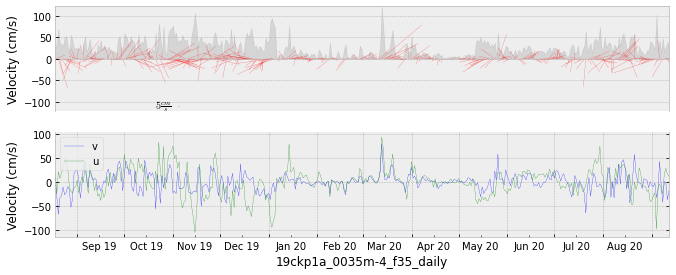 Velocity (cm/s)
100
50
0
−50
−100
5 cm/s
Velocity (cm/s)
100
50
0
−50
−100
v
u
Sep 19 Oct 19 Nov 19 Dec 19 Jan 20 Feb 20 Mar 20 Apr 20 May 20 Jun 20 Jul 20 Aug 20
19ckp1a_0035m-4_f35_daily